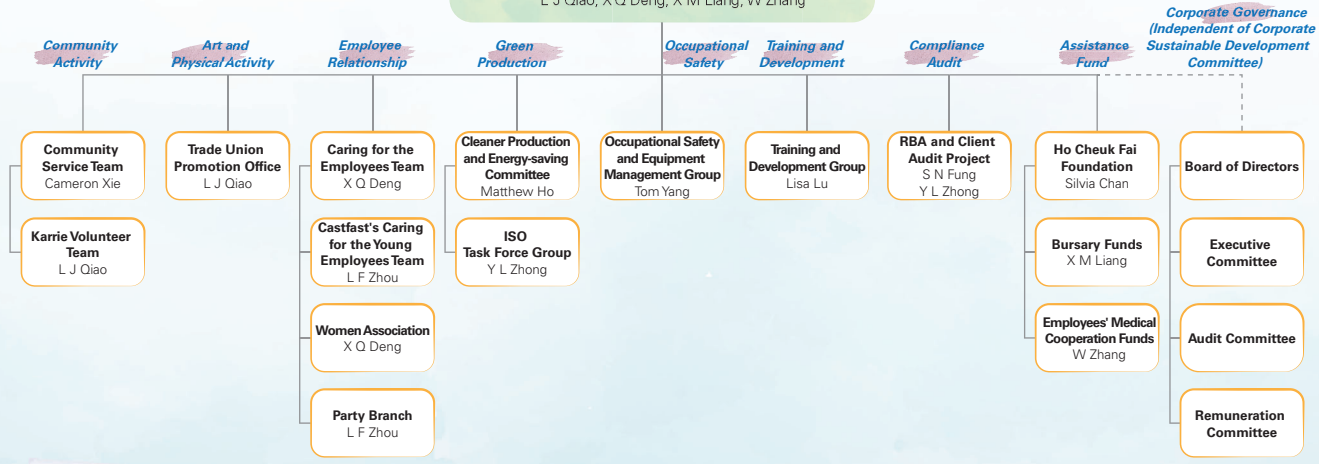 L J Qiao, X Q Deng, X M Liang, W Zhang
Corporate Governance
(Independent of Corporate
Sustainable Development
Committee)
Community
Activity
Art and
Physical Activity
Employee
Relationship
Green
Production
Occupational
Safety
Training and
Development
Compliance
Audit
Assistance
Fund
Community
Service Team
Cameron Xie
Karrie Volunteer
Team
L J Qiao
Trade Union
Promotion Office
L J Qiao
Caring for the
Employees Team
X Q Deng
Castfast's Caring
for the Young
Employees Team
L F Zhou
Women Association
X Q Deng
Party Branch
L F Zhou
Cleaner Production
and Energy-saving
Committee
Matthew Ho
ISO
Task Force Group
Y L Zhong
Occupational Safety
and Equipment
Management Group
Tom Yang
Training and
Development Group
Lisa Lu
RBA and Client
Audit Project
S N Fung
Y L Zhong
Ho Cheuk Fai
Foundation
Silvia Chan
Bursary Funds
X M Liang
Employees' Medical
Cooperation Funds
W Zhang
Board of Directors
Executive
Committee
Audit Committee
Remuneration
Committee